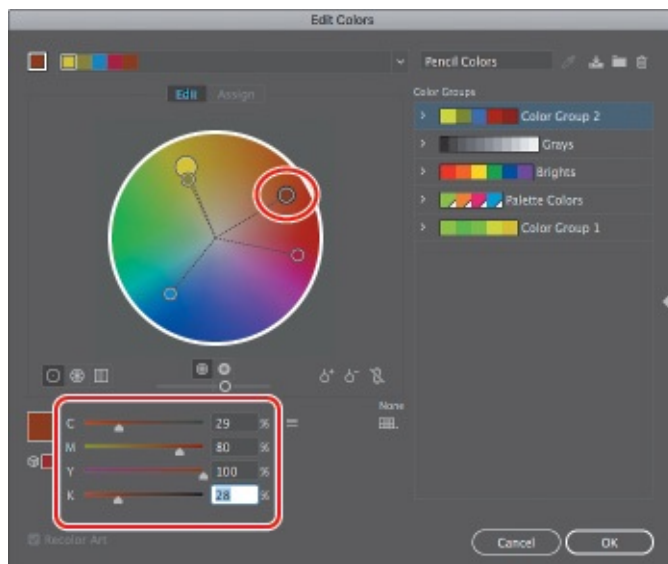 Edit Colors
Pencil Colors
Edit Assign
Color Groups
Color Group 2
Grays
Brights
Palette Colors
Color Group 1
None
C 29 %
M 80 %
Y 100 %
K 28 %
Recolor Art
Cancel OK